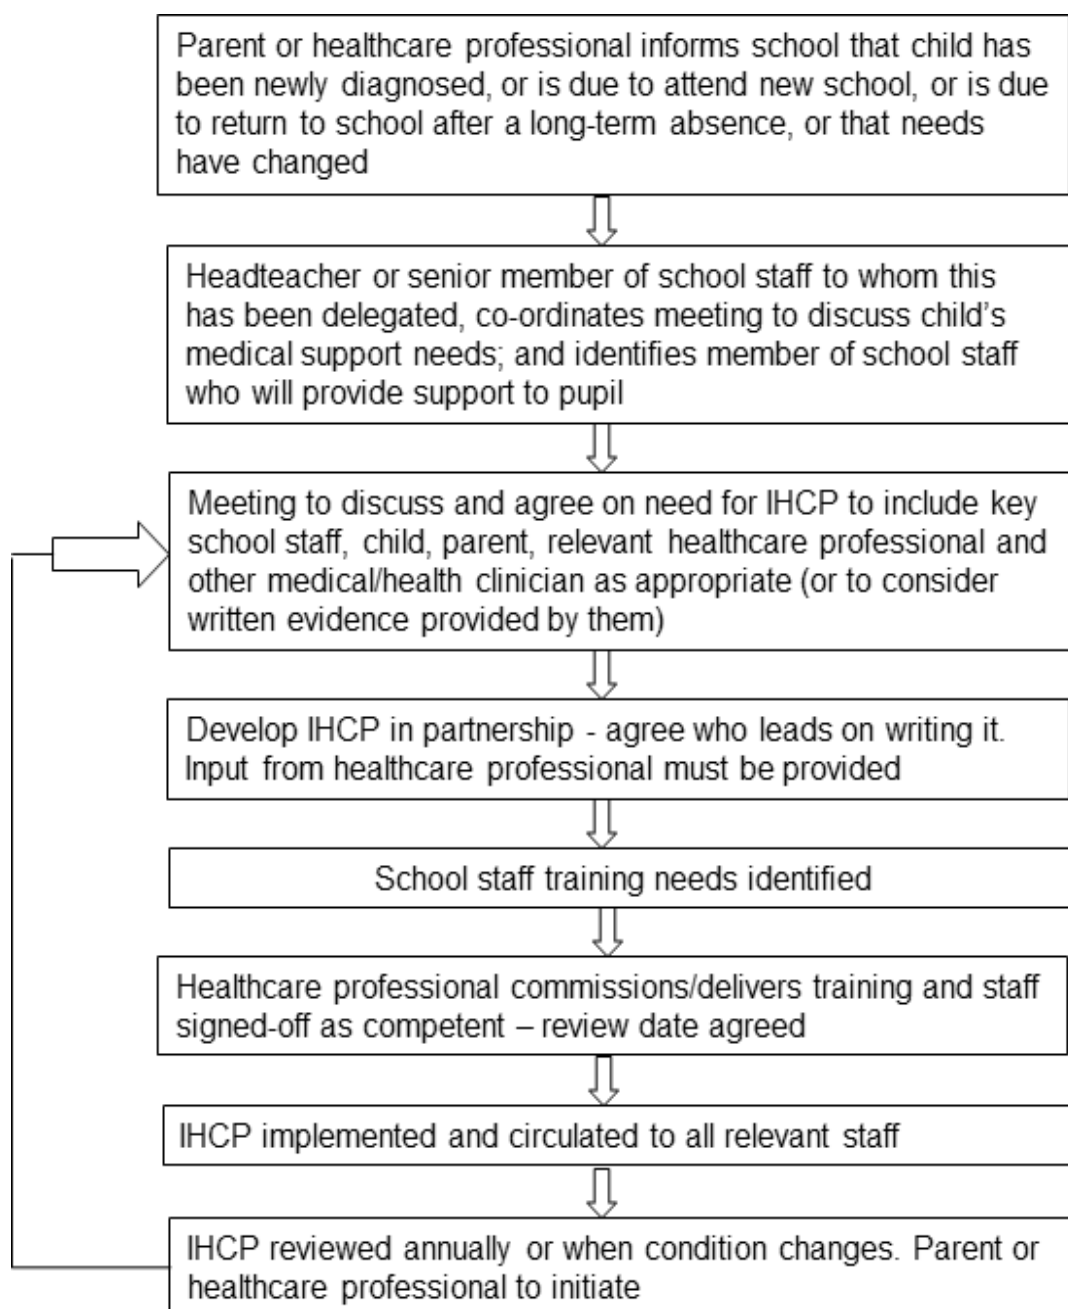 Parent or healthcare professional informs school that child has
been newly diagnosed, or is due to attend new school, or is due
to return to school after a long-term absence, or that needs
have changed
Headteacher or senior member of school staff to whom this
has been delegated, co-ordinates meeting to discuss child's
medical support needs; and identifies member of school staff
who will provide support to pupil
Meeting to discuss and agree on need for IHCP to include key
school staff, child, parent, relevant healthcare professional and
other medical/health clinician as appropriate (or to consider
written evidence provided by them)
Develop IHCP in partnership - agree who leads on writing it.
Input from healthcare professional must be provided
School staff training needs identified
Healthcare professional commissions/delivers training and staff
signed-off as competent – review date agreed
IHCP implemented and circulated to all relevant staff
IHCP reviewed annually or when condition changes. Parent or
healthcare professional to initiate